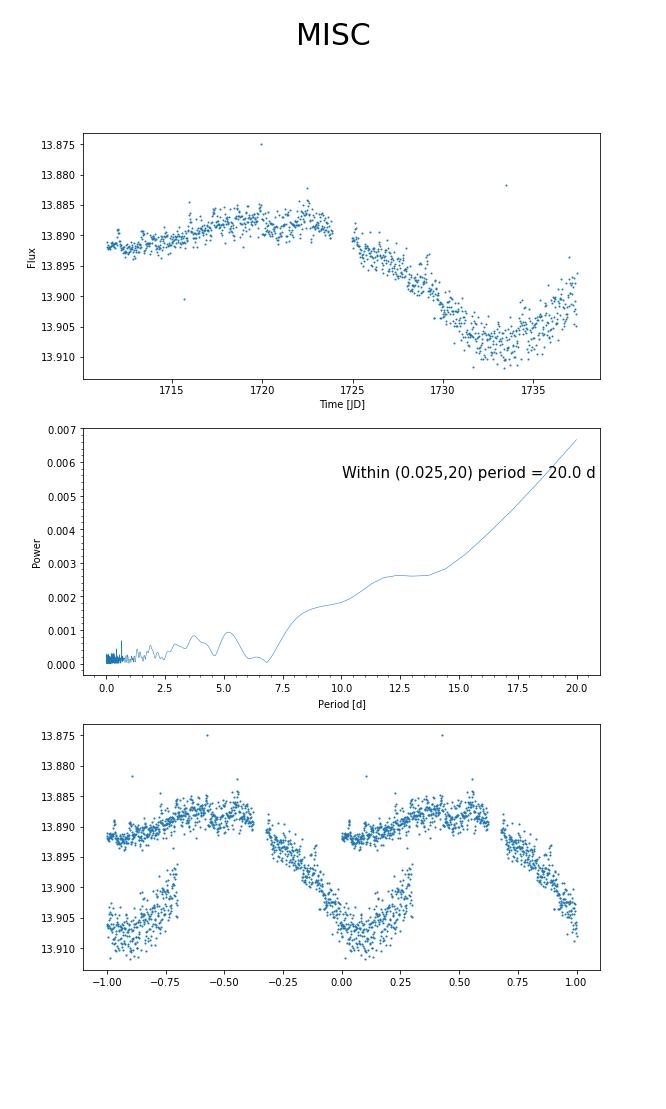 MISC
13.875
13.880
13.885
13.890
13.895
13.900
13.905
13.910
Flux
1715 1720 1725 1730 1735
Time [JD]
0.007
0.006
0.005
0.004
0.003
0.002
0.001
0.000
Power
Within (0.025,20) period = 20.0 d
0.0 2.5 5.0 7.5 10.0 12.5 15.0 17.5 20.0
Period [d]
13.875
13.880
13.885
13.890
13.895
13.900
13.905
13.910
−1.00 −0.75 −0.50 −0.25 0.00 0.25 0.50 0.75 1.00